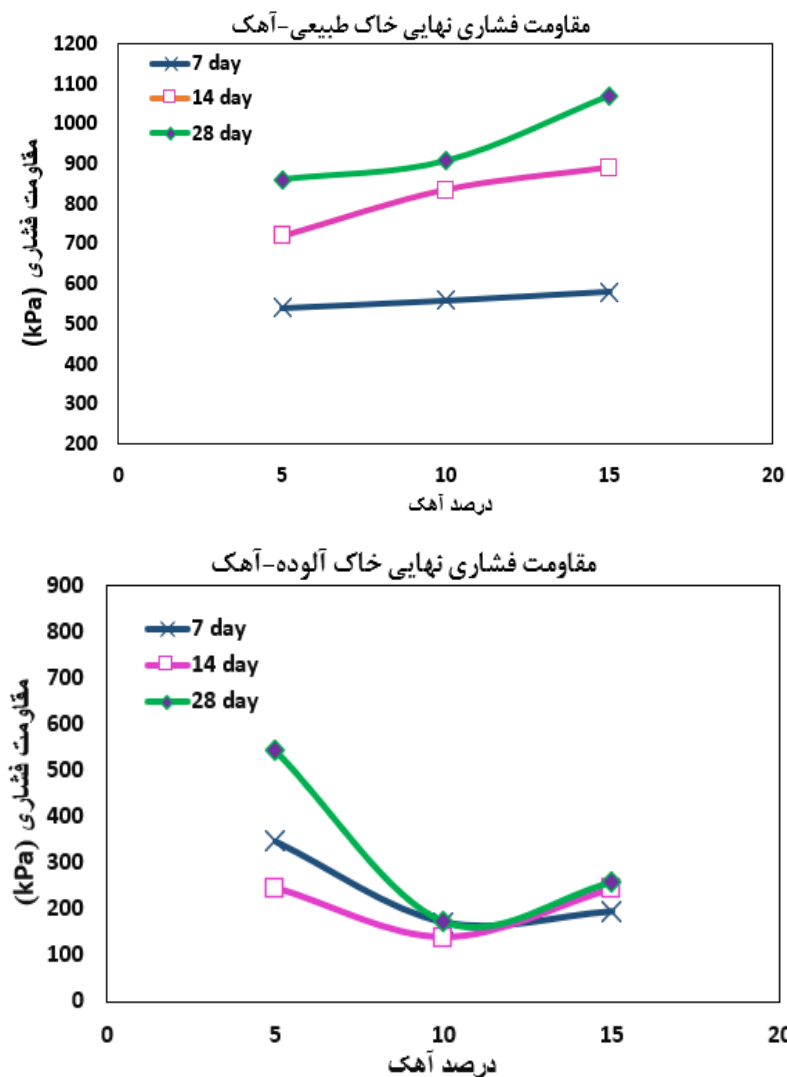 مقاومت فشاری نهایی خاک طبیعی-آهک
1200
1100
1000
900
800
700
600
500
400
300
200
مقاومت فشاری (kPa)
7 day
14 day
28 day
0
5
10
15
20
درصد آهک
مقاومت فشاری نهایی خاک آلوده-آهک
900
800
700
600
500
400
300
200
100
0
مقاومت فشاری (kPa)
7 day
14 day
28 day
0
5
10
15
20
درصد آهک